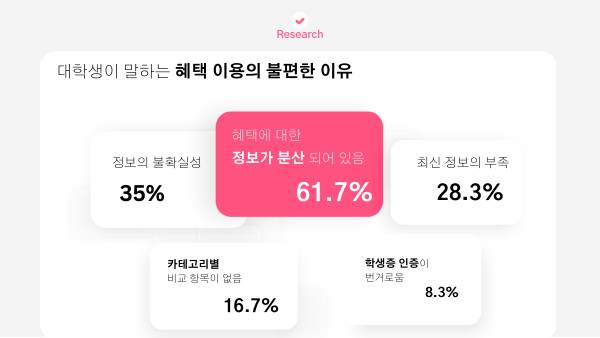 Research
대학생이 말하는 혜택 이용의 불편한 이유
정보의 불확실성
35%
혜택에 대한
정보가 분산 되어 있음
61.7%
최신 정보의 부족
28.3%
카테고리별
비교 항목이 없음
16.7%
학생증 인증이
번거로움
8.3%